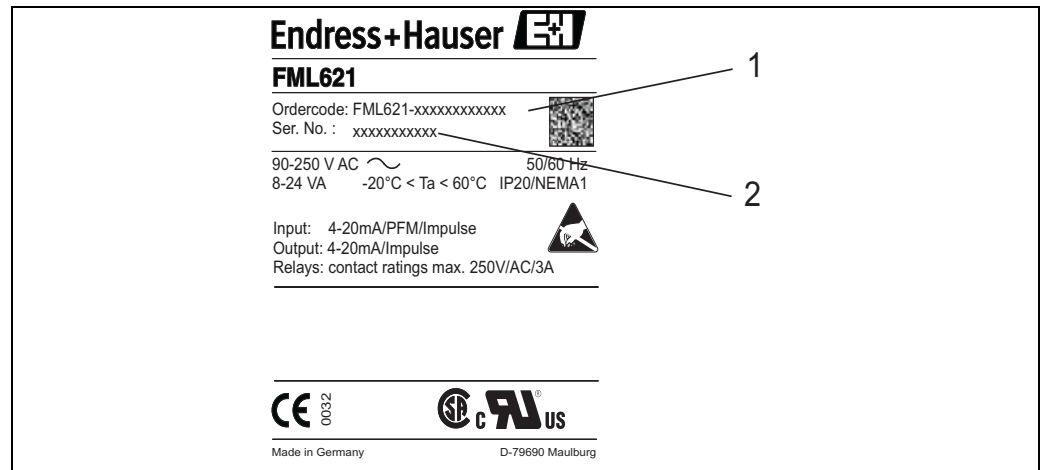 Endress+Hauser E+H
FML621
1
Ordercode: FML621-xxxxxxxxxxxx
Ser. No. : xxxxxxxxxxx
90-250 V AC 50/60 Hz
2
8-24 VA -20°C < Ta < 60°C IP20/NEMA1
Input: 4-20mA/PFM/Impulse
Output: 4-20mA/Impulse
Relays: contact ratings max. 250V/AC/3A
CE 0032 SA c RU ® US
Made in Germany D-79690 Maulburg